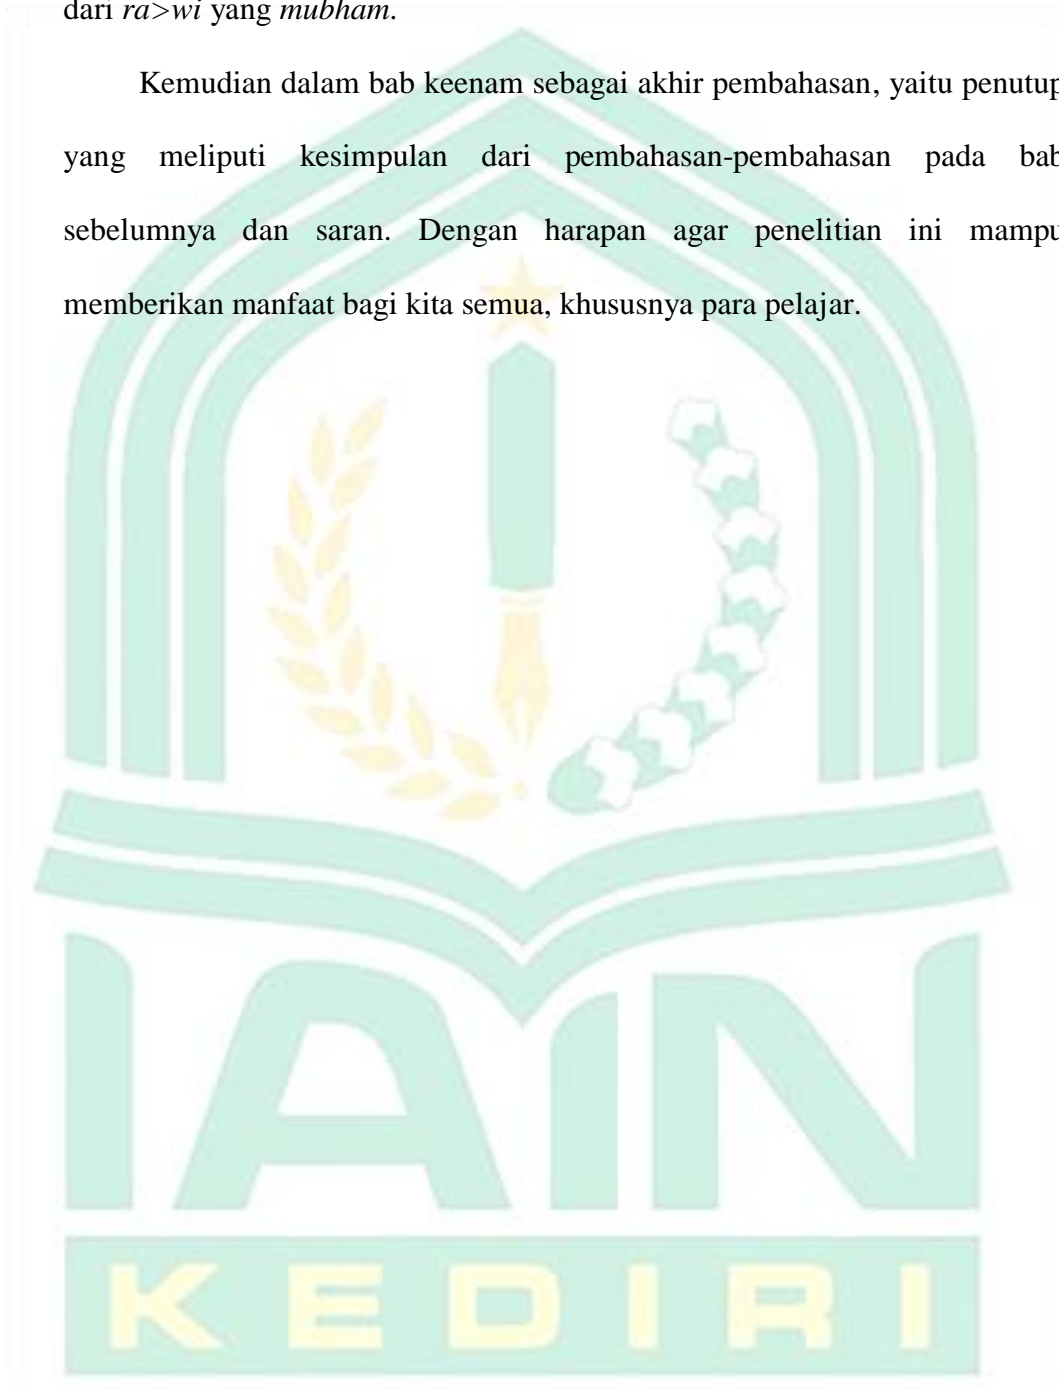 dari ra>wi yang mubham.
Kemudian dalam bab keenam sebagai akhir pembahasan, yaitu penutup
yang meliputi kesimpulan dari pembahasan-pembahasan pada bab
sebelumnya dan saran. Dengan harapan agar penelitian ini mampu
memberikan manfaat bagi kita semua, khususnya para pelajar.
IAIN
KEDIRI